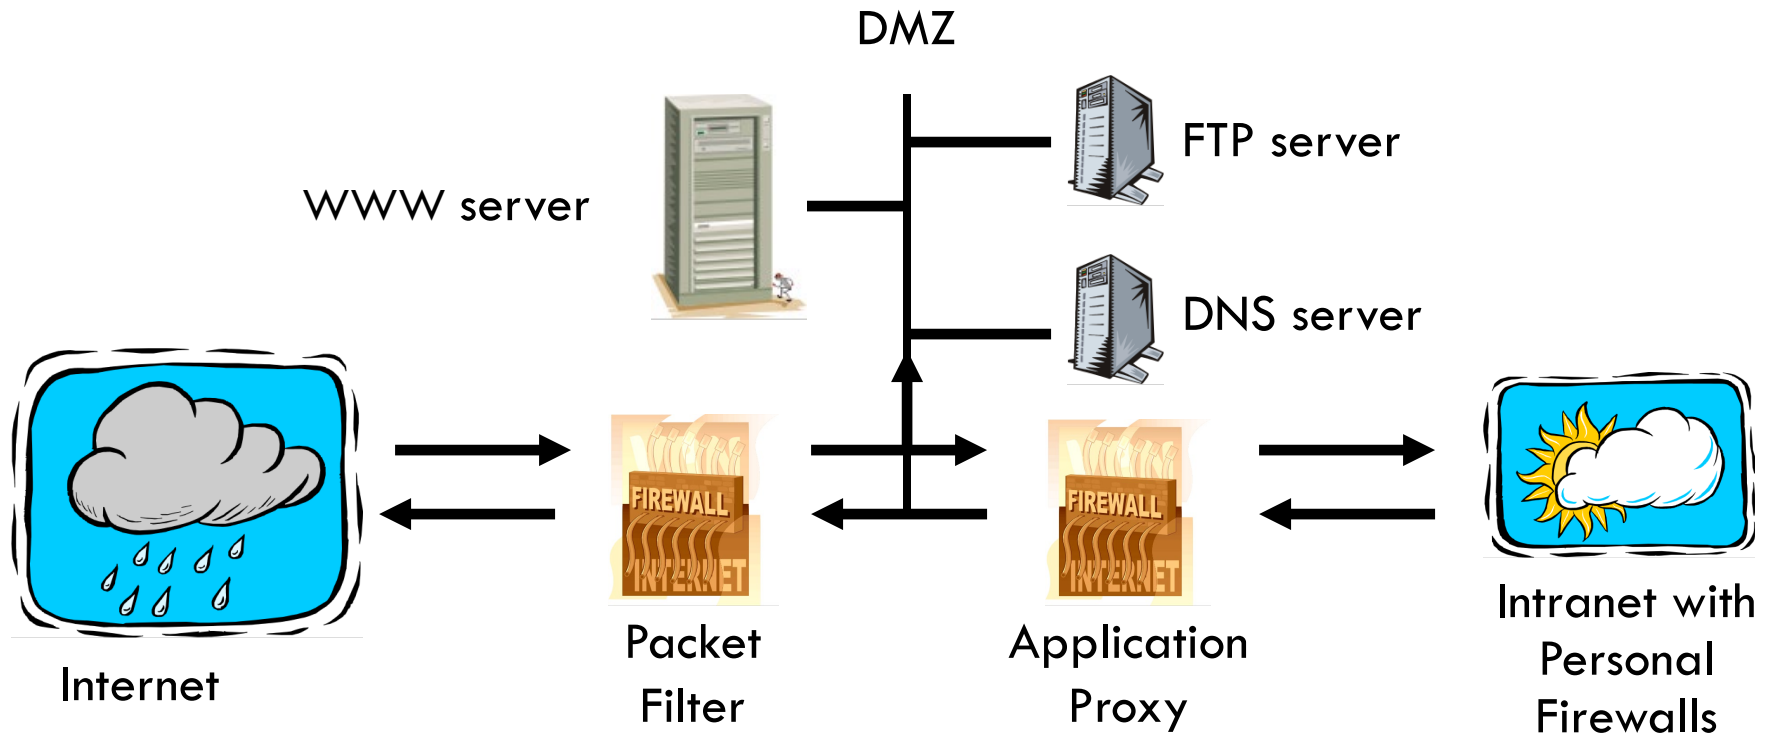 DMZ
FTP server
WWW server
DNS server
FIREWALL
INTERNET
FIREWALL
INTERNET
Internet
Packet
Filter
Application
Proxy
Intranet with
Personal
Firewalls